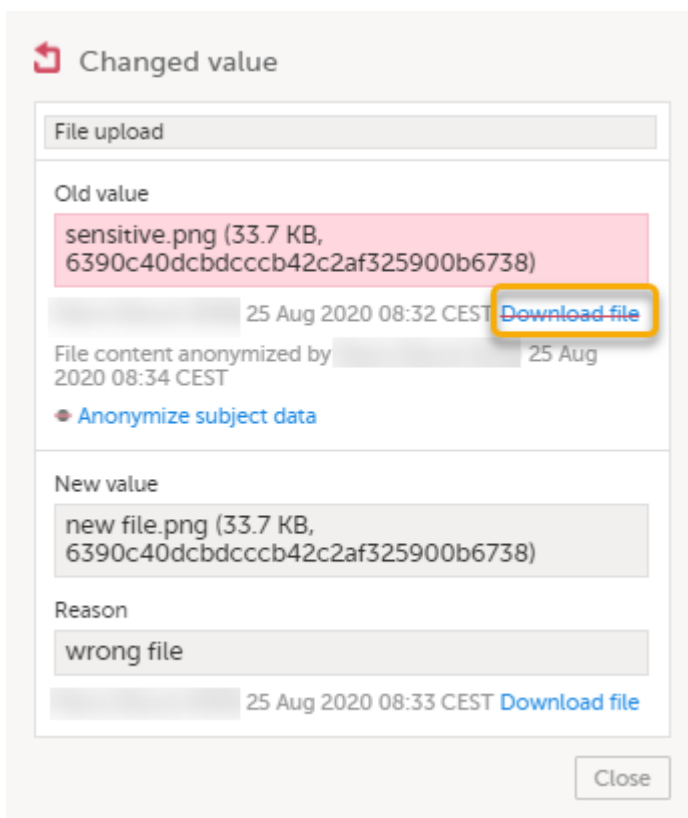 Changed value
File upload
Old value
sensitive.png (33.7 KB,
6390c40dcbdcccb42c2af325900b6738)
25 Aug 2020 08:32 CEST Download file
File content anonymized by 25 Aug
2020 08:34 CEST
Anonymize subject data
New value
new file.png (33.7 KB,
6390c40dcbdcccb42c2af325900b6738)
Reason
wrong file
25 Aug 2020 08:33 CEST Download file
Close